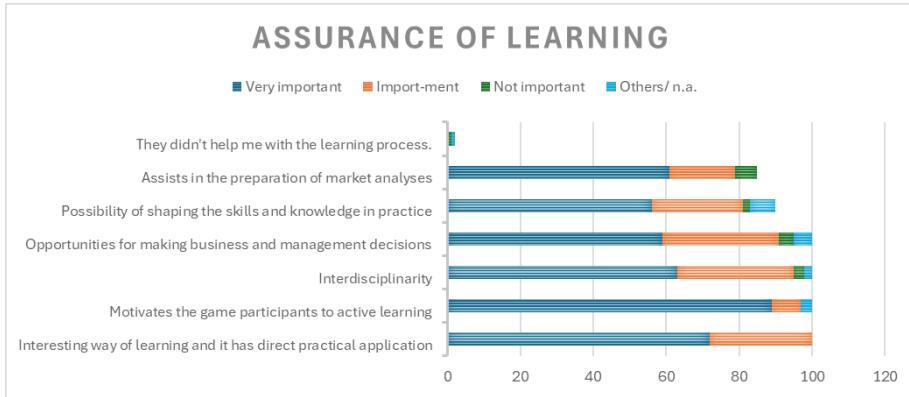 ASSURANCE OF LEARNING
Very important Import-ment Not important Others/ n.a.
They didn't help me with the learning process.
Assists in the preparation of market analyses
Possibility of shaping the skills and knowledge in practice
Opportunities for making business and management decisions
Interdisciplinarity
Motivates the game participants to active learning
Interesting way of learning and it has direct practical application
0 20 40 60 80 100 120